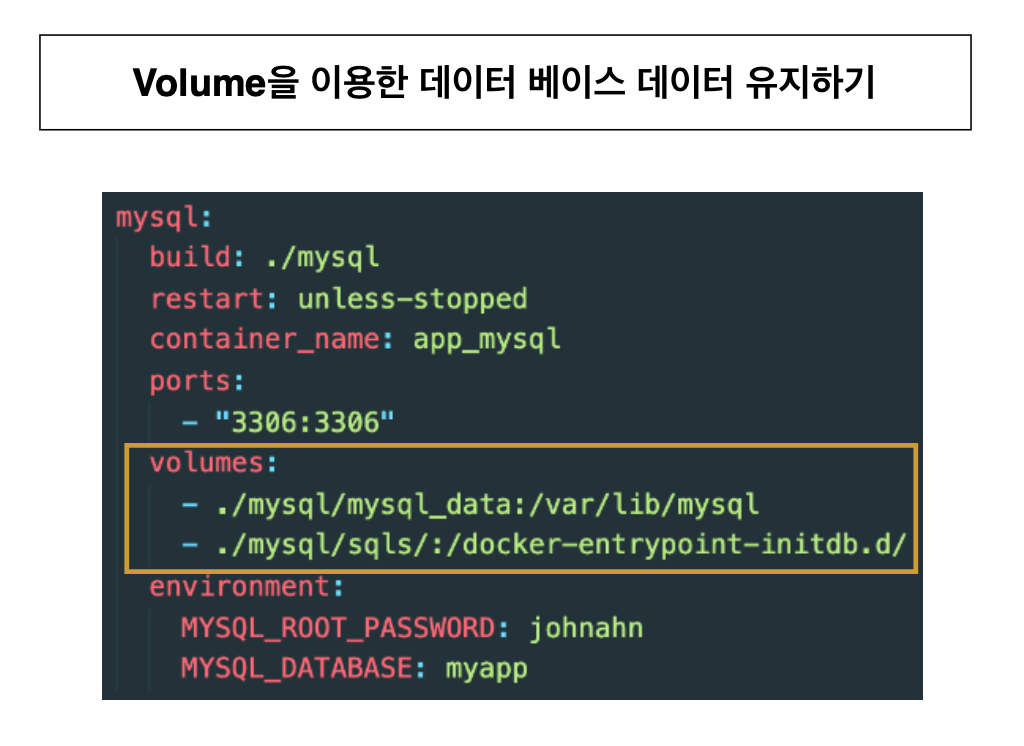 Volume을 이용한 데이터 베이스 데이터 유지하기
mysql:
  build: ./mysql
  restart: unless-stopped
  container_name: app_mysql
  ports:
    - "3306:3306"
  volumes:
    - ./mysql/mysql_data:/var/lib/mysql
    - ./mysql/sqls/:/docker-entrypoint-initdb.d/
  environment:
    MYSQL_ROOT_PASSWORD: johnahn
    MYSQL_DATABASE: myapp